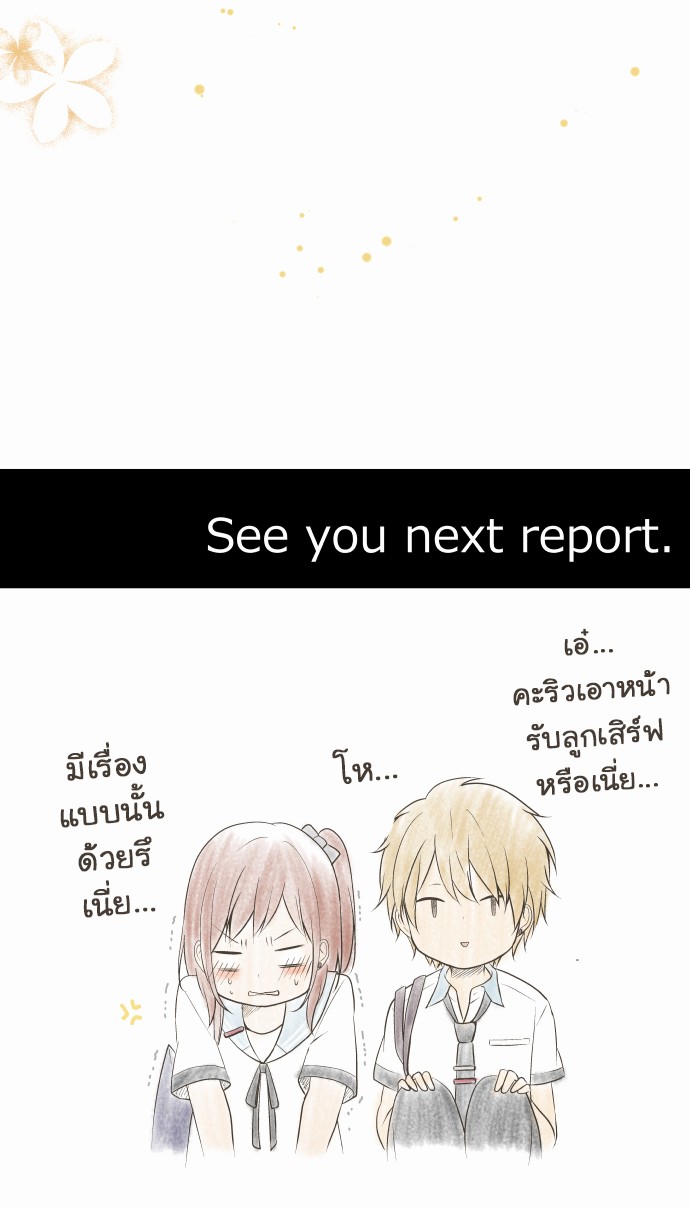 See you next report.
เอ๋...
คะริวเอาหน้า
รับลูกเสิร์ฟ
หรือเนี่ย...
โห...
มีเรื่อง
แบบนั้น
ด้วยรึ
เนี่ย...